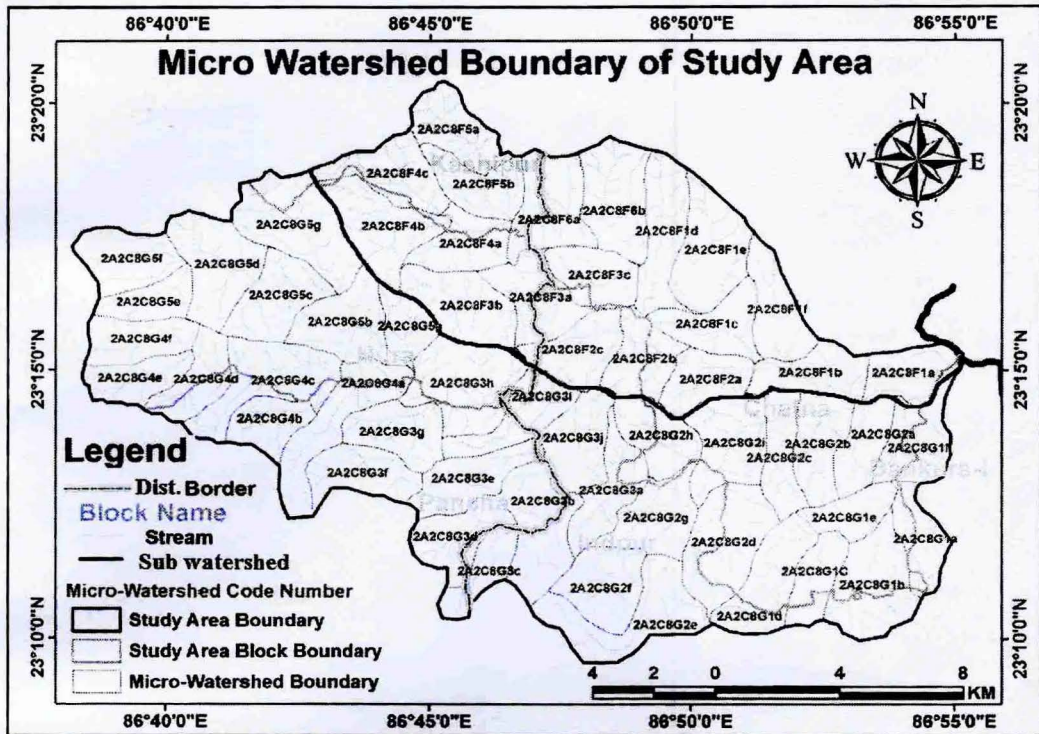 86°40'0"E 86°45'0"E 86°50'0"E 86°55'0"E
Micro Watershed Boundary of Study Area
23°20'0"N
23°20'0"N
N
W E
S
2A2C8F5a
Kashipur
2A2C8F4c
2A2C8F5b
2A2C8G5g
2A2C8F4b
2A2C8F6a
2A2C8F6b
2A2C8F4a
2A2C8F1d
2A2C8F1e
2A2C8G5f
2A2C8G5d
2A2C8F3c
2A2C8G5e
2A2C8G5c
2A2C8F3b
2A2C8F3a
2A2C8F1f
2A2C8G5b
2A2C8G5a
2A2C8F1c
2A2C8G4f
Hura
2A2C8F2c
2A2C8F2b
23°15'0"N
23°15'0"N
2A2C8G4e
2A2C8G4d
2A2C8G4c
2A2C8G4a
2A2C8G3h
2A2C8F2a
2A2C8F1b
2A2C8F1a
2A2C8G3i
Chatna
2A2C8G4b
2A2C8G3g
2A2C8G3j
2A2C8G2h
2A2C8G2i
2A2C8G2b
2A2C8G2a
2A2C8G1f
2A2C8G2c
Bankura-I
2A2C8G3f
2A2C8G3e
2A2C8G3a
Pancha
2A2C8G3b
2A2C8G2g
2A2C8G1e
2A2C8G3d
Indpur
2A2C8G2d
2A2C8G1a
2A2C8G3c
2A2C8G2f
2A2C8G1C
2A2C8G1b
2A2C8G2e
2A2C8G1d
Legend
Dist. Border
Block Name
Stream
Sub watershed
Micro-Watershed Code Number
Study Area Boundary
Study Area Block Boundary
Micro-Watershed Boundary
23°10'0"N
23°10'0"N
4 2 0 4 8
KM
86°40'0"E 86°45'0"E 86°50'0"E 86°55'0"E